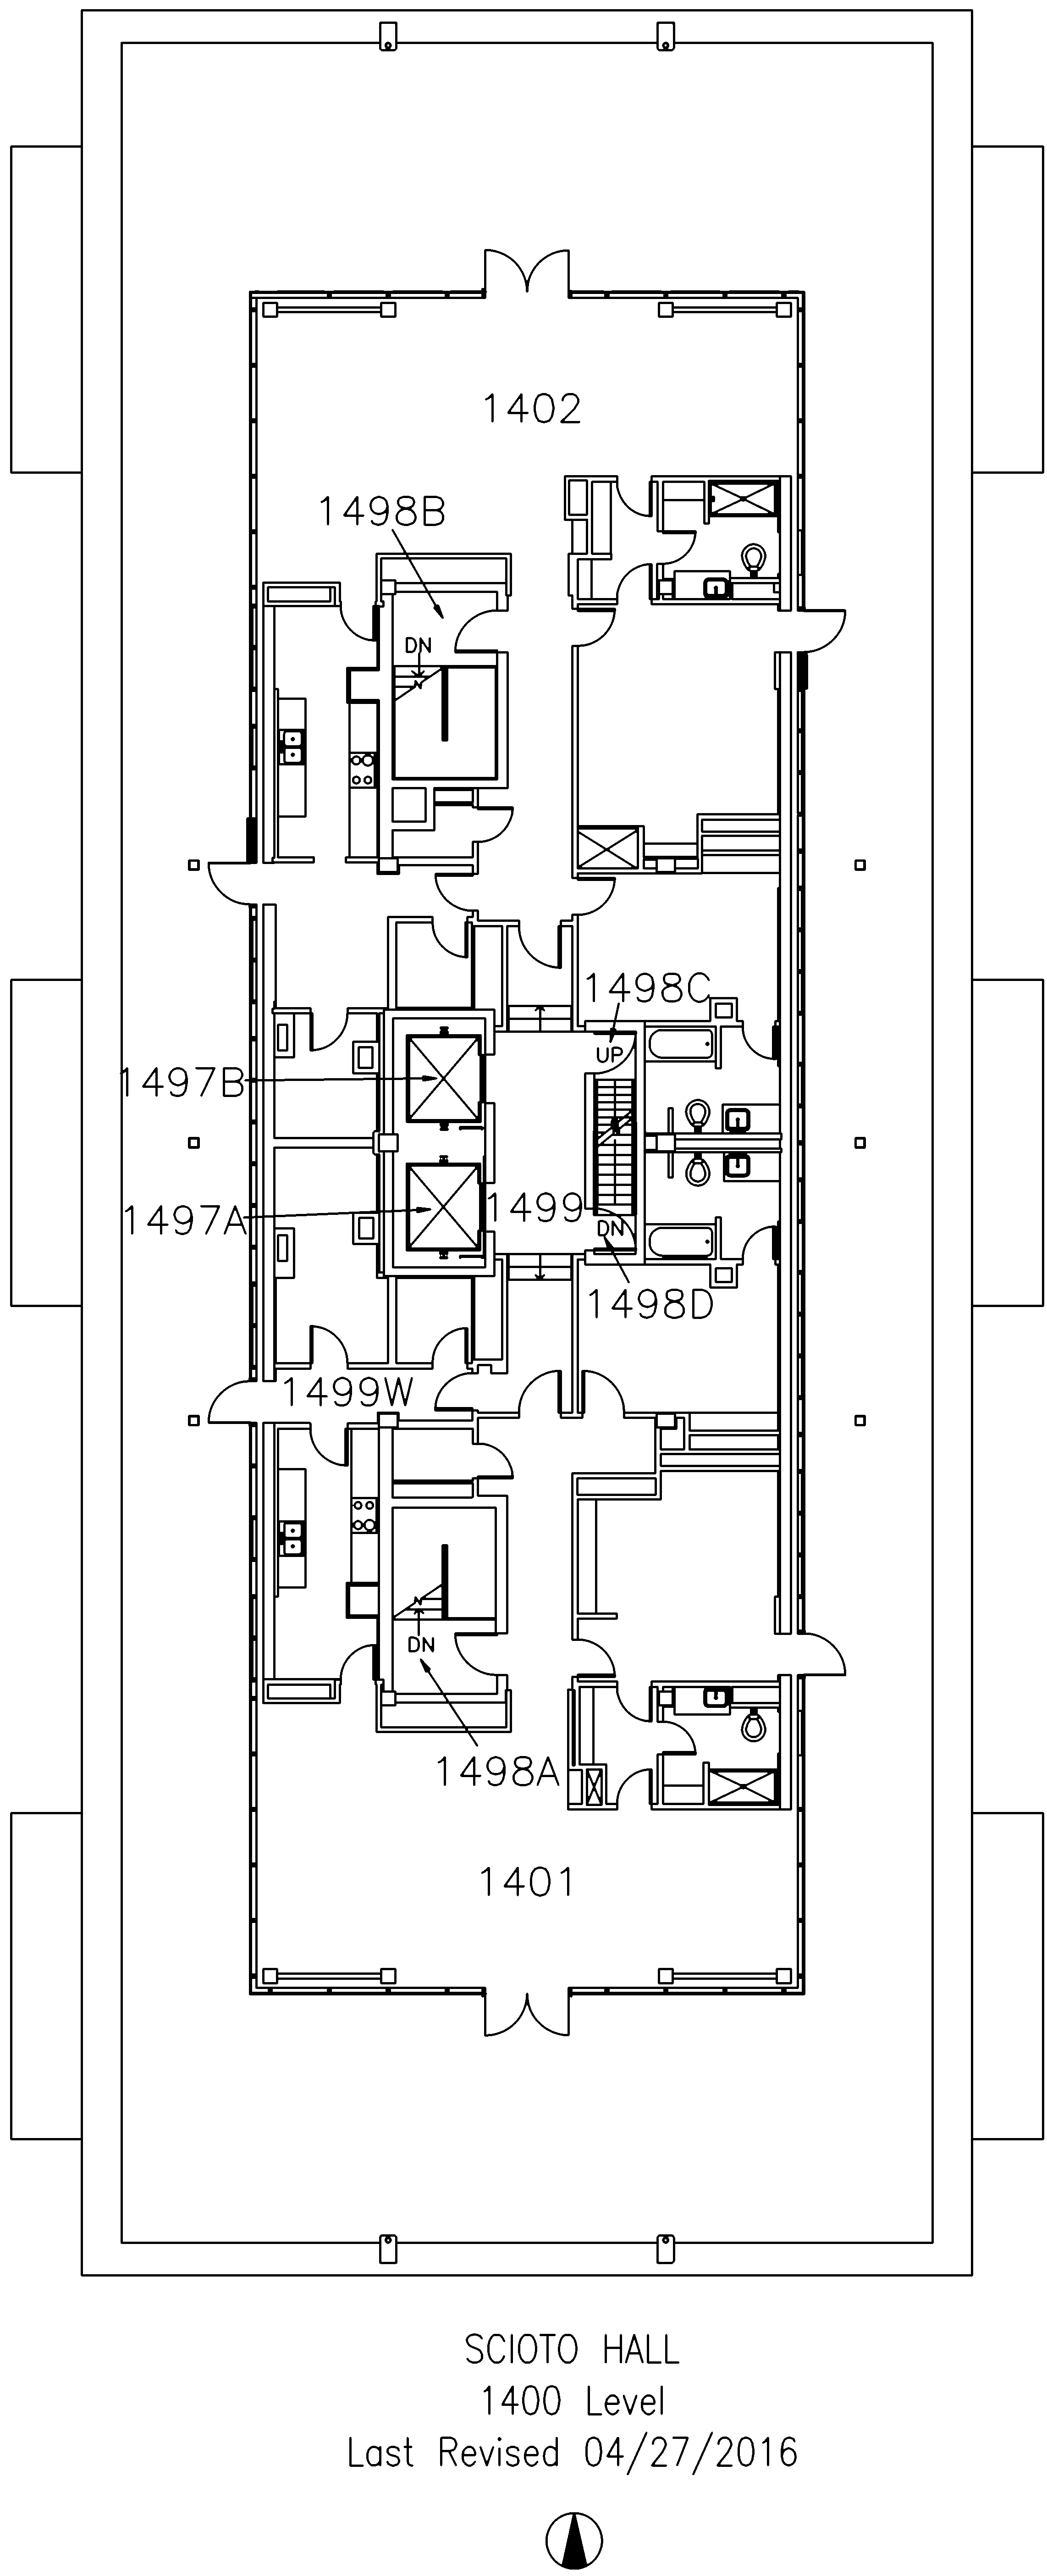 1402
1498B
DN
1498C
UP
1497B
1497A
1499
DN
1498D
1499W
DN
1498A
1401
SCIOTO HALL
1400 Level
Last Revised 04/27/2016